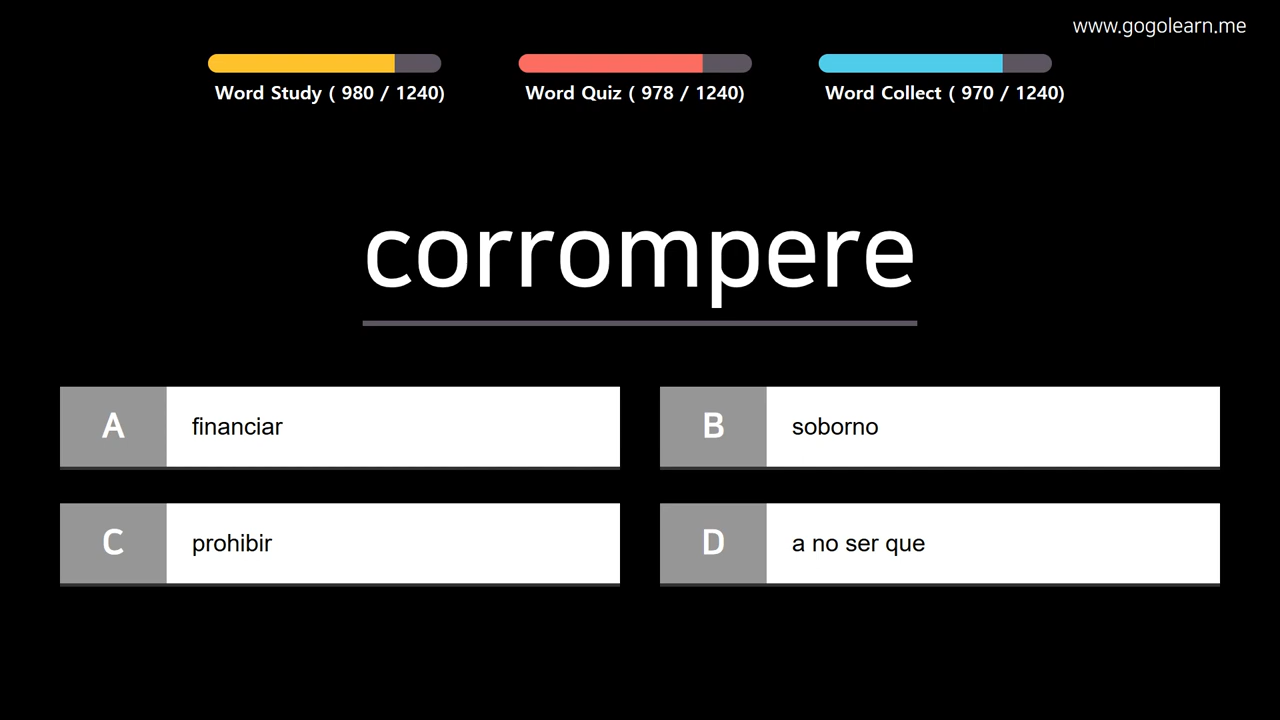 www.gogolearn.me
Word Study ( 980 / 1240)
Word Quiz ( 978 / 1240)
Word Collect ( 970 / 1240)
corrompere
A financiar
B soborno
C prohibir
D a no ser que